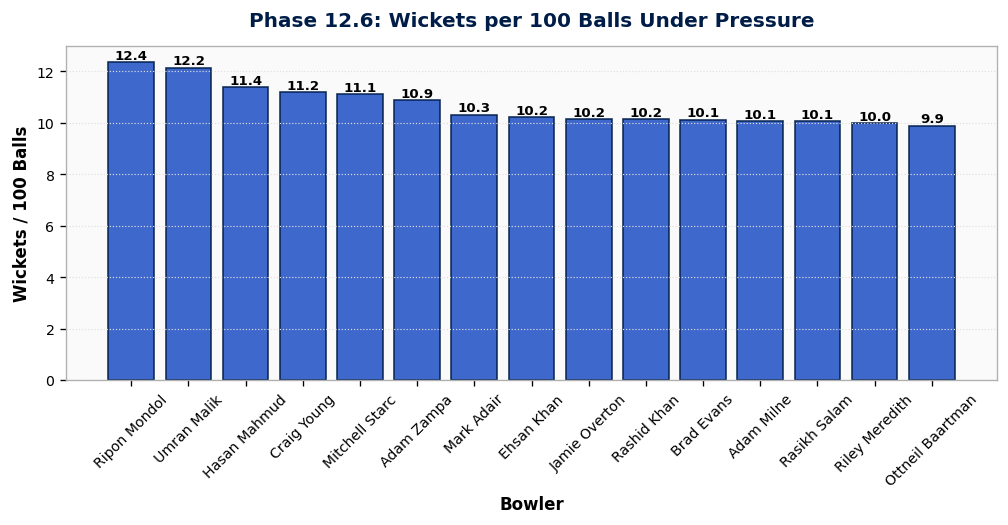 Phase 12.6: Wickets per 100 Balls Under Pressure
Wickets / 100 Balls
12
10
8
6
4
2
0
12.4
12.2
11.4
11.2
11.1
10.9
10.3
10.2
10.2
10.2
10.1
10.1
10.1
10.0
9.9
Ripon Mondol
Umran Malik
Hasan Mahmud
Craig Young
Mitchell Starc
Adam Zampa
Mark Adair
Ehsan Khan
Jamie Overton
Rashid Khan
Brad Evans
Adam Milne
Rasikh Salam
Riley Meredith
Ottneil Baartman
Bowler